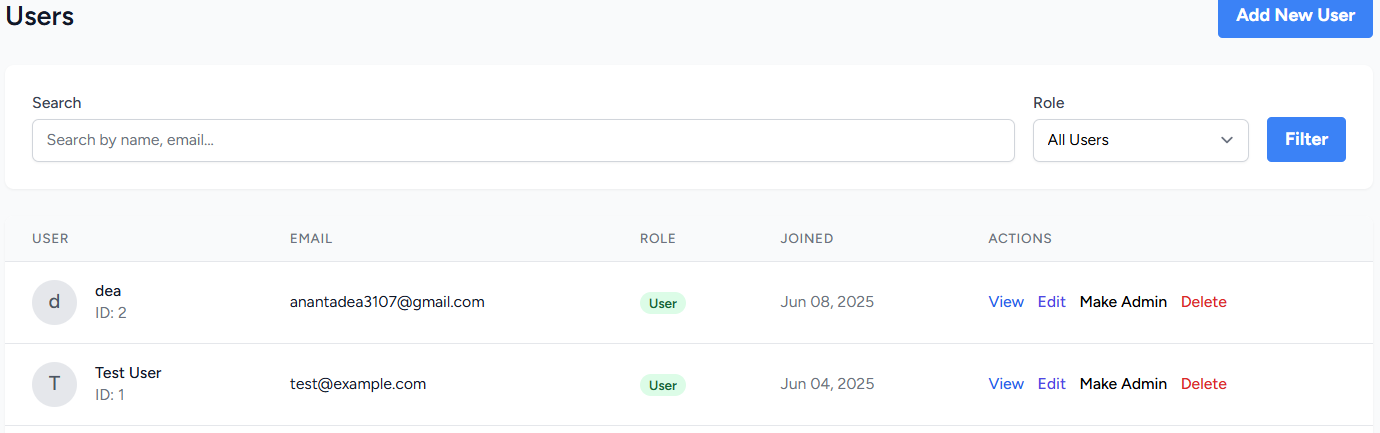 Users
Add New User
Search
Role
Search by name, email...
All Users
Filter
USER EMAIL ROLE JOINED ACTIONS
d
dea
ID: 2
anantadea3107@gmail.com
User
Jun 08, 2025
View Edit Make Admin Delete
T
Test User
ID: 1
test@example.com
User
Jun 04, 2025
View Edit Make Admin Delete